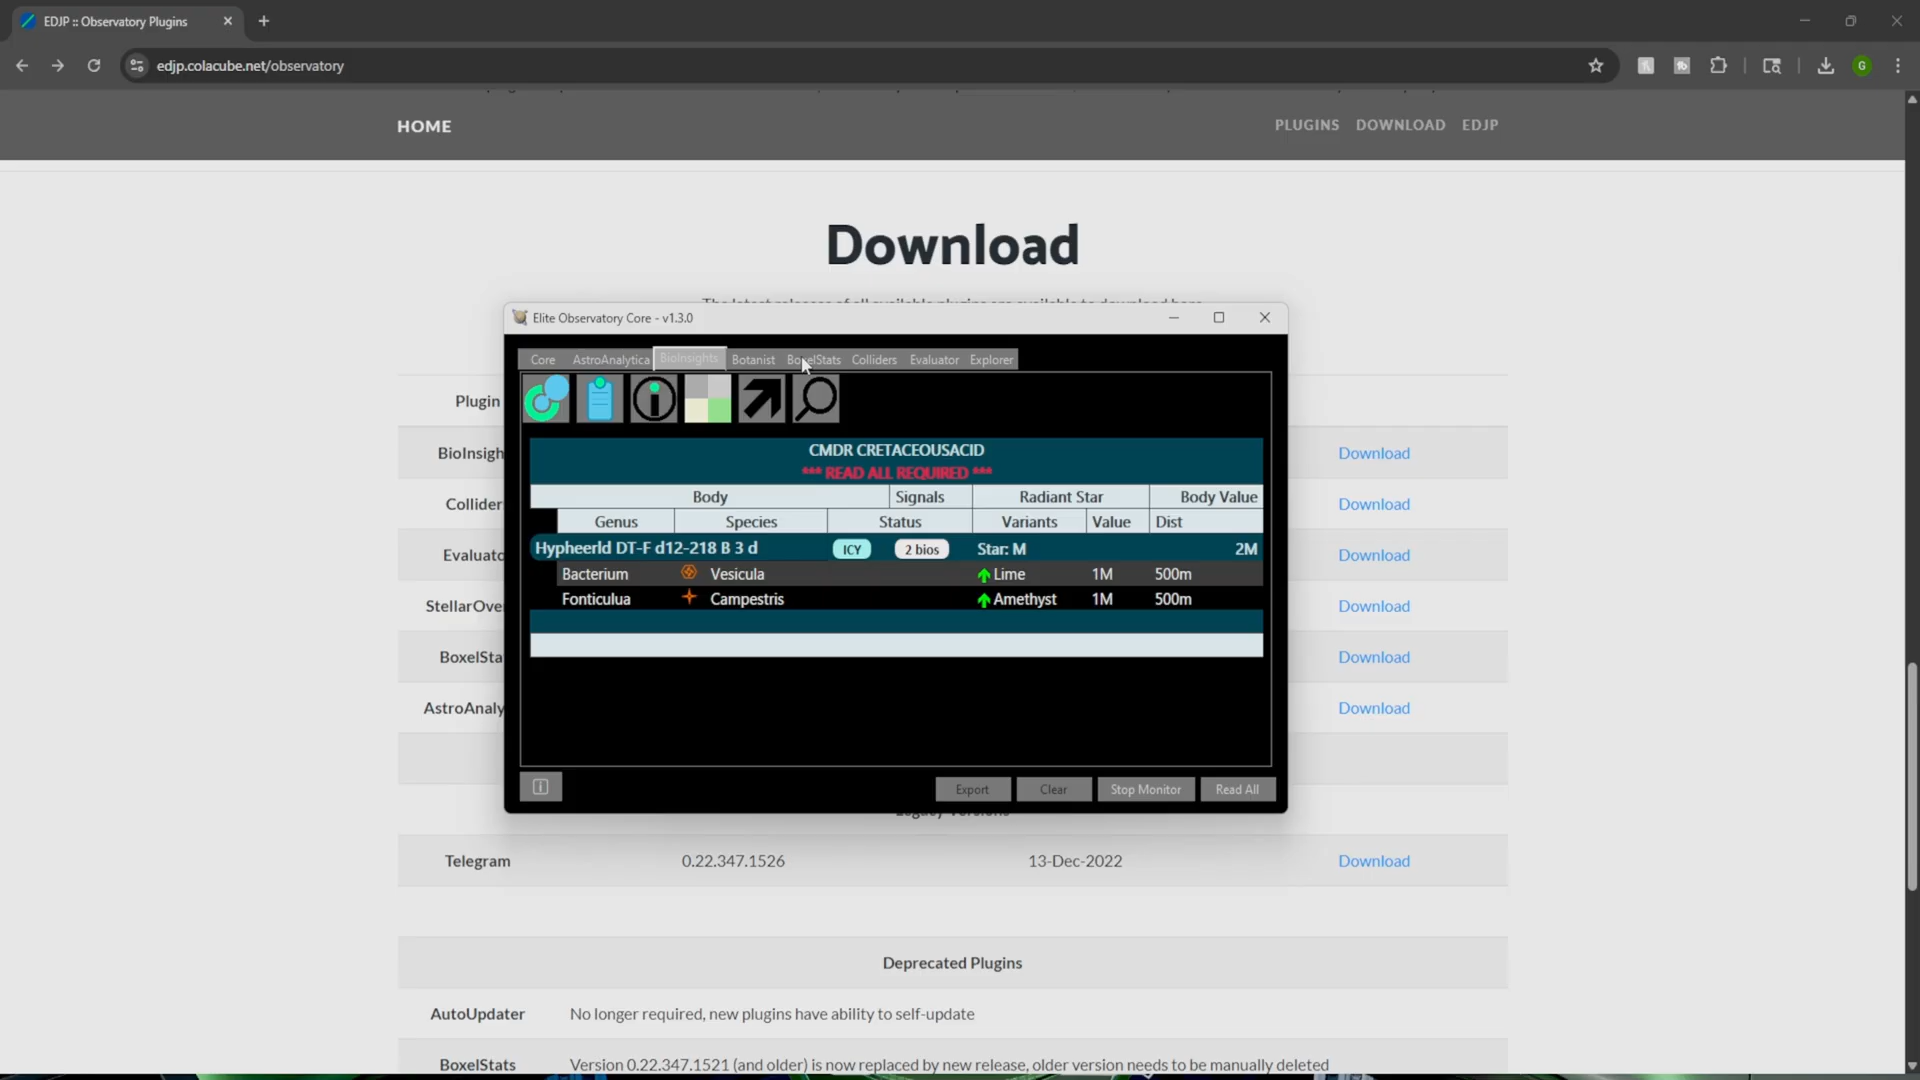 EDJP :: Observatory Plugins
edjp.colacube.net/observatory
G
HOME
PLUGINS DOWNLOAD EDJP
Download
Elite Observatory Core - v1.3.0
Core AstroAnalytica BioInsights Botanist BoxelStats Colliders Evaluator Explorer
CMDR CRETACEOUSACID
*** READ ALL REQUIRED ***
Body Signals Radiant Star Body Value
Genus Species Status Variants Value Dist
Hypheerld DT-F d12-218 B 3 d ICY 2 bios Star: M 2M
Bacterium Vesicula Lime 1M 500m
Fonticulua Campestris Amethyst 1M 500m
Export Clear Stop Monitor Read All
Plugin
BioInsigh Download
Collider Download
Evaluato Download
StellarOve Download
BoxelSta Download
AstroAnaly Download
Telegram 0.22.347.1526 13-Dec-2022 Download
Deprecated Plugins
AutoUpdater No longer required, new plugins have ability to self-update
BoxelStats Version 0.22.347.1521 (and older) is now replaced by new release, older version needs to be manually deleted